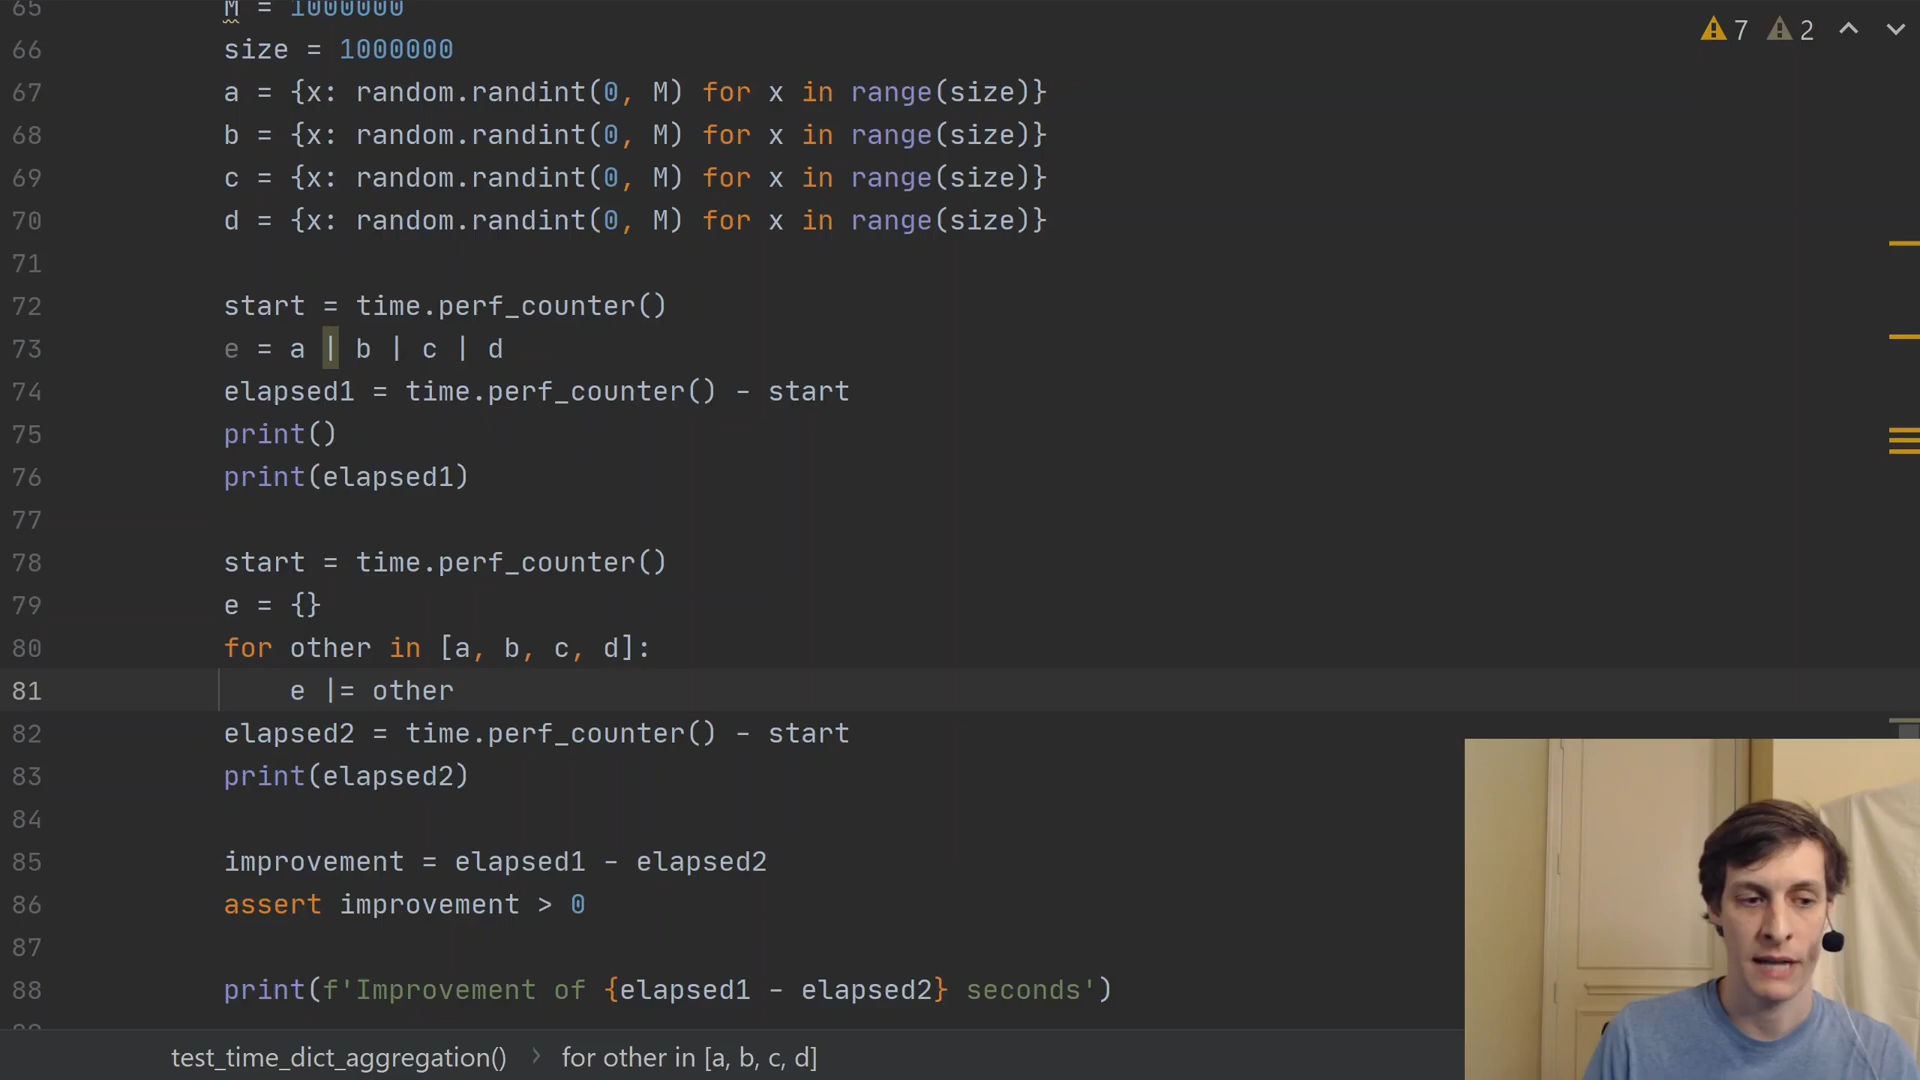 65 M = 1000000
7 2
66 size = 1000000
67 a = {x: random.randint(0, M) for x in range(size)}
68 b = {x: random.randint(0, M) for x in range(size)}
69 c = {x: random.randint(0, M) for x in range(size)}
70 d = {x: random.randint(0, M) for x in range(size)}
71
72 start = time.perf_counter()
73 e = a | b | c | d
74 elapsed1 = time.perf_counter() - start
75 print()
76 print(elapsed1)
77
78 start = time.perf_counter()
79 e = {}
80 for other in [a, b, c, d]:
81 e |= other
82 elapsed2 = time.perf_counter() - start
83 print(elapsed2)
84
85 improvement = elapsed1 - elapsed2
86 assert improvement > 0
87
88 print(f'Improvement of {elapsed1 - elapsed2} seconds')
test_time_dict_aggregation() › for other in [a, b, c, d]